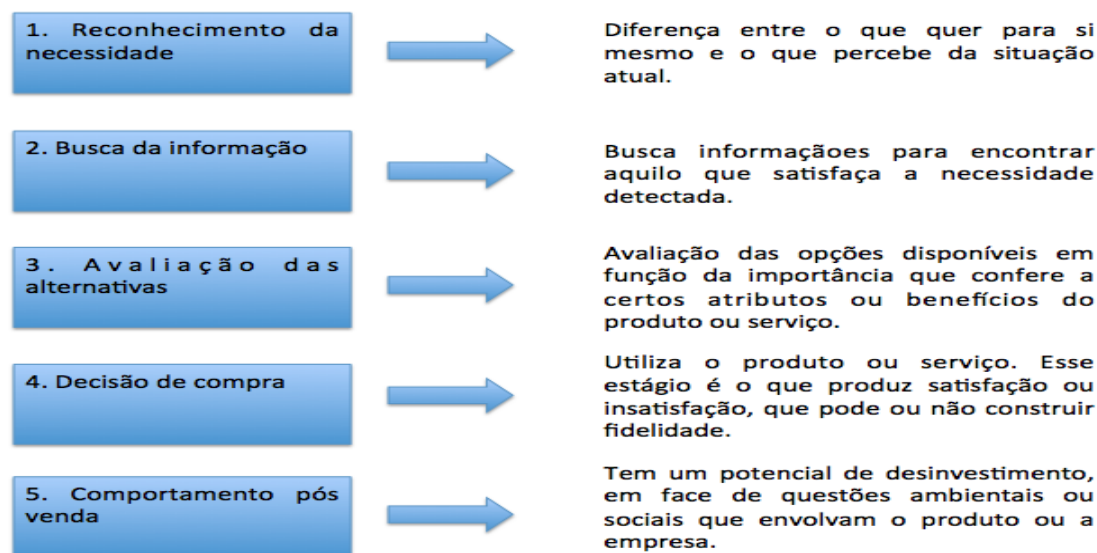 1. Reconhecimento da
necessidade
Diferença entre o que quer para si
mesmo e o que percebe da situação
atual.
2. Busca da informação
Busca informaçãoes para encontrar
aquilo que satisfaça a necessidade
detectada.
3. Avaliação das
alternativas
Avaliação das opções disponíveis em
função da importância que confere a
certos atributos ou benefícios do
produto ou serviço.
4. Decisão de compra
Utiliza o produto ou serviço. Esse
estágio é o que produz satisfação ou
insatisfação, que pode ou não construir
fidelidade.
5. Comportamento pós
venda
Tem um potencial de desinvestimento,
em face de questões ambientais ou
sociais que envolvam o produto ou a
empresa.